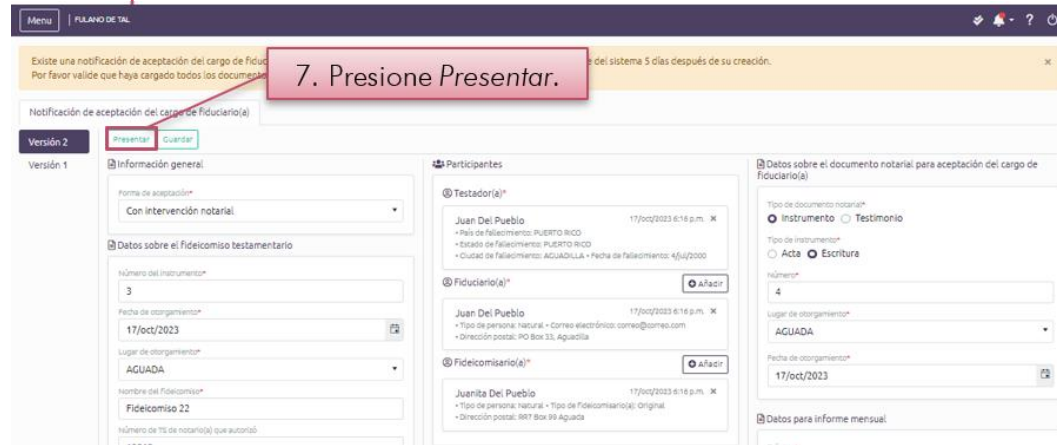 Menu | FULANO DE TAL
Existe una notificación de aceptación del cargo de fiduc e del sistema 5 días después de su creación.
Por favor valide que haya cargado todos los documento
7. Presione Presentar.
Notificación de aceptación del cargo de fiduciario(a)
Versión 2
Versión 1
Presentar Guardar
Información general
Forma de aceptación*
Con intervención notarial
Datos sobre el fideicomiso testamentario
Número del instrumento*
3
Fecha de otorgamiento*
17/oct/2023
Lugar de otorgamiento*
AGUADA
Nombre del fideicomiso*
Fideicomiso 22
Número de TS de notario(a) que autorizó
Participantes
Testador(a)*
Juan Del Pueblo 17/oct/2023 6:16 p.m.
• País de fallecimiento: PUERTO RICO
• Estado de fallecimiento: PUERTO RICO
• Ciudad de fallecimiento: AGUADILLA • Fecha de fallecimiento: 4/jul/2000
Fiduciario(a)* Añadir
Juan Del Pueblo 17/oct/2023 6:16 p.m.
• Tipo de persona: Natural • Correo electrónico: correo@correo.com
• Dirección postal: PO Box 33, Aguadilla
Fideicomisario(a)* Añadir
Juanita Del Pueblo 17/oct/2023 6:16 p.m.
• Tipo de persona: Natural • Tipo de fideicomisario(a): Original
• Dirección postal: RR7 Box 99 Aguada
Datos sobre el documento notarial para aceptación del cargo de
fiduciario(a)
Tipo de documento notarial*
Instrumento Testimonio
Tipo de instrumento*
Acta Escritura
Número*
4
Lugar de otorgamiento*
AGUADA
Fecha de otorgamiento*
17/oct/2023
Datos para informe mensual